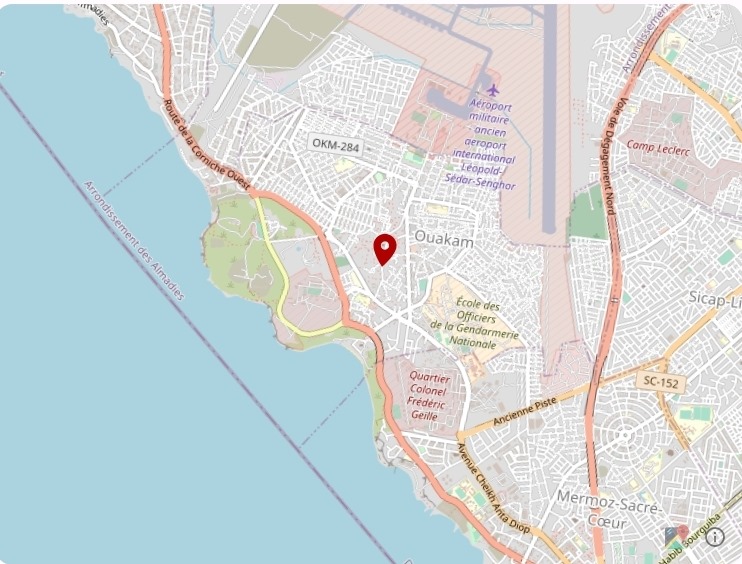 Almadies
Arrondissement
Route de la Corniche Ouest
Aéroport
militaire
ancien
aeroport
international
Léopold-
Sédar-Senghor
Voie de Dégagement Nord
Camp Leclerc
OKM-284
Arrondissement des Almadies
Ouakam
École des
Officiers
de la Gendarmerie
Nationale
Sicap-Li
Quartier
Colonel
Frédéric
Geille
SC-152
Ancienne Piste
Avenue Cheikh Anta Diop
Mermoz-Sacré-
Cœur
Habib Bourguiba